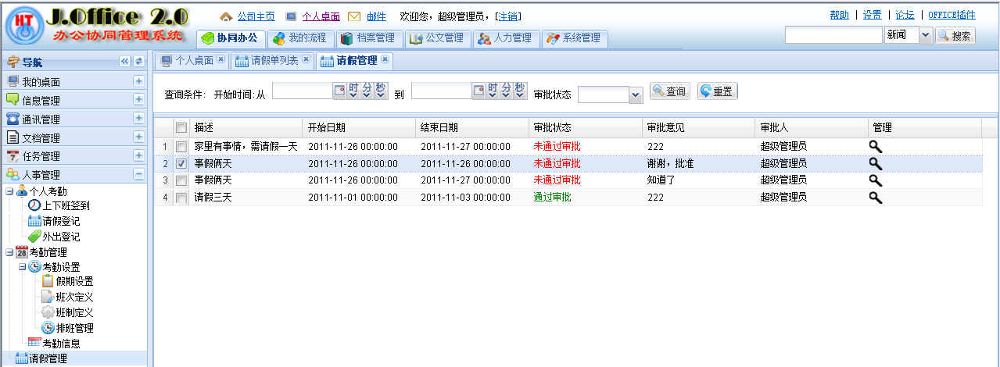 HT J.Office 2.0
办公协同管理系统
公司主页 个人桌面 邮件 欢迎您，超级管理员，[注销]
帮助 | 设置 | 论坛 | OFFICE插件
新闻 搜索
协同办公 我的流程 档案管理 公文管理 人力管理 系统管理
导航
我的桌面
信息管理
通讯管理
文档管理
任务管理
人事管理
个人考勤
上下班签到
请假登记
外出登记
考勤管理
考勤设置
假期设置
班次定义
班制定义
排班管理
考勤信息
请假管理
个人桌面 请假单列表 请假管理
查询条件： 开始时间:从 时 分 秒 到 时 分 秒 审批状态 查询 重置
描述 开始日期 结束日期 审批状态 审批意见 审批人 管理
1 家里有事情，需请假一天 2011-11-28 00:00:00 2011-11-27 00:00:00 未通过审批 222 超级管理员
2 事假俩天 2011-11-26 00:00:00 2011-11-26 00:00:00 未通过审批 谢谢，批准 超级管理员
3 事假俩天 2011-11-26 00:00:00 2011-11-27 00:00:00 未通过审批 知道了 超级管理员
4 请假三天 2011-11-01 00:00:00 2011-11-03 00:00:00 通过审批 222 超级管理员